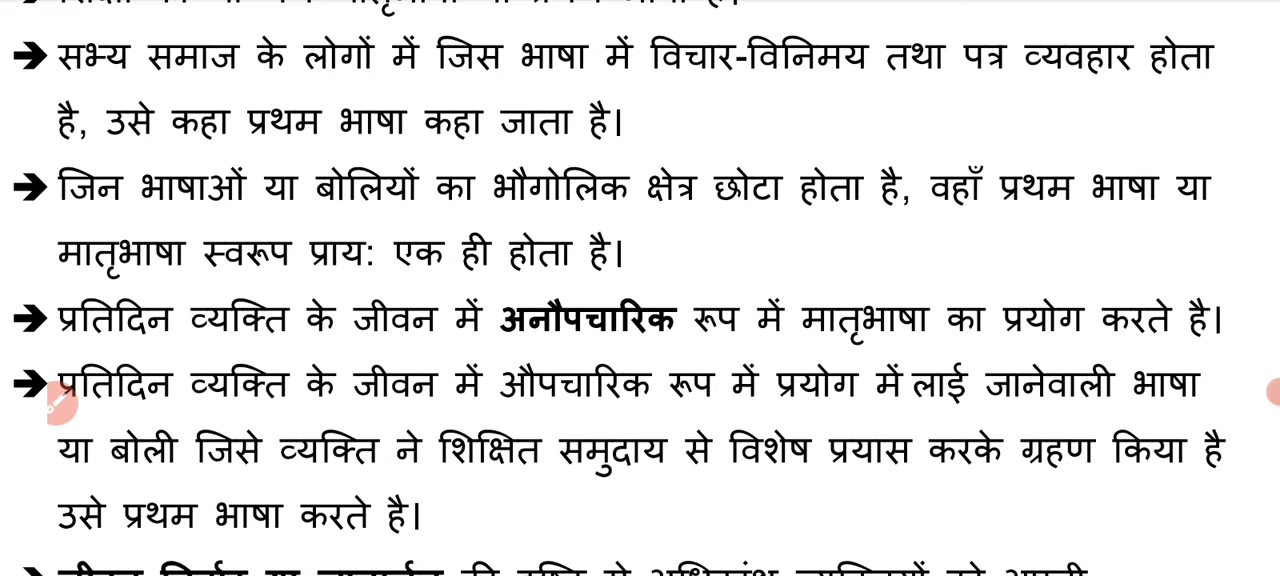 ➔ सभ्य समाज के लोगों में जिस भाषा में विचार-विनिमय तथा पत्र व्यवहार होता
है, उसे कहा प्रथम भाषा कहा जाता है।
➔ जिन भाषाओं या बोलियों का भौगोलिक क्षेत्र छोटा होता है, वहाँ प्रथम भाषा या
मातृभाषा स्वरूप प्राय: एक ही होता है।
➔ प्रतिदिन व्यक्ति के जीवन में अनौपचारिक रूप में मातृभाषा का प्रयोग करते है।
➔ प्रतिदिन व्यक्ति के जीवन में औपचारिक रूप में प्रयोग में लाई जानेवाली भाषा
या बोली जिसे व्यक्ति ने शिक्षित समुदाय से विशेष प्रयास करके ग्रहण किया है
उसे प्रथम भाषा करते है।